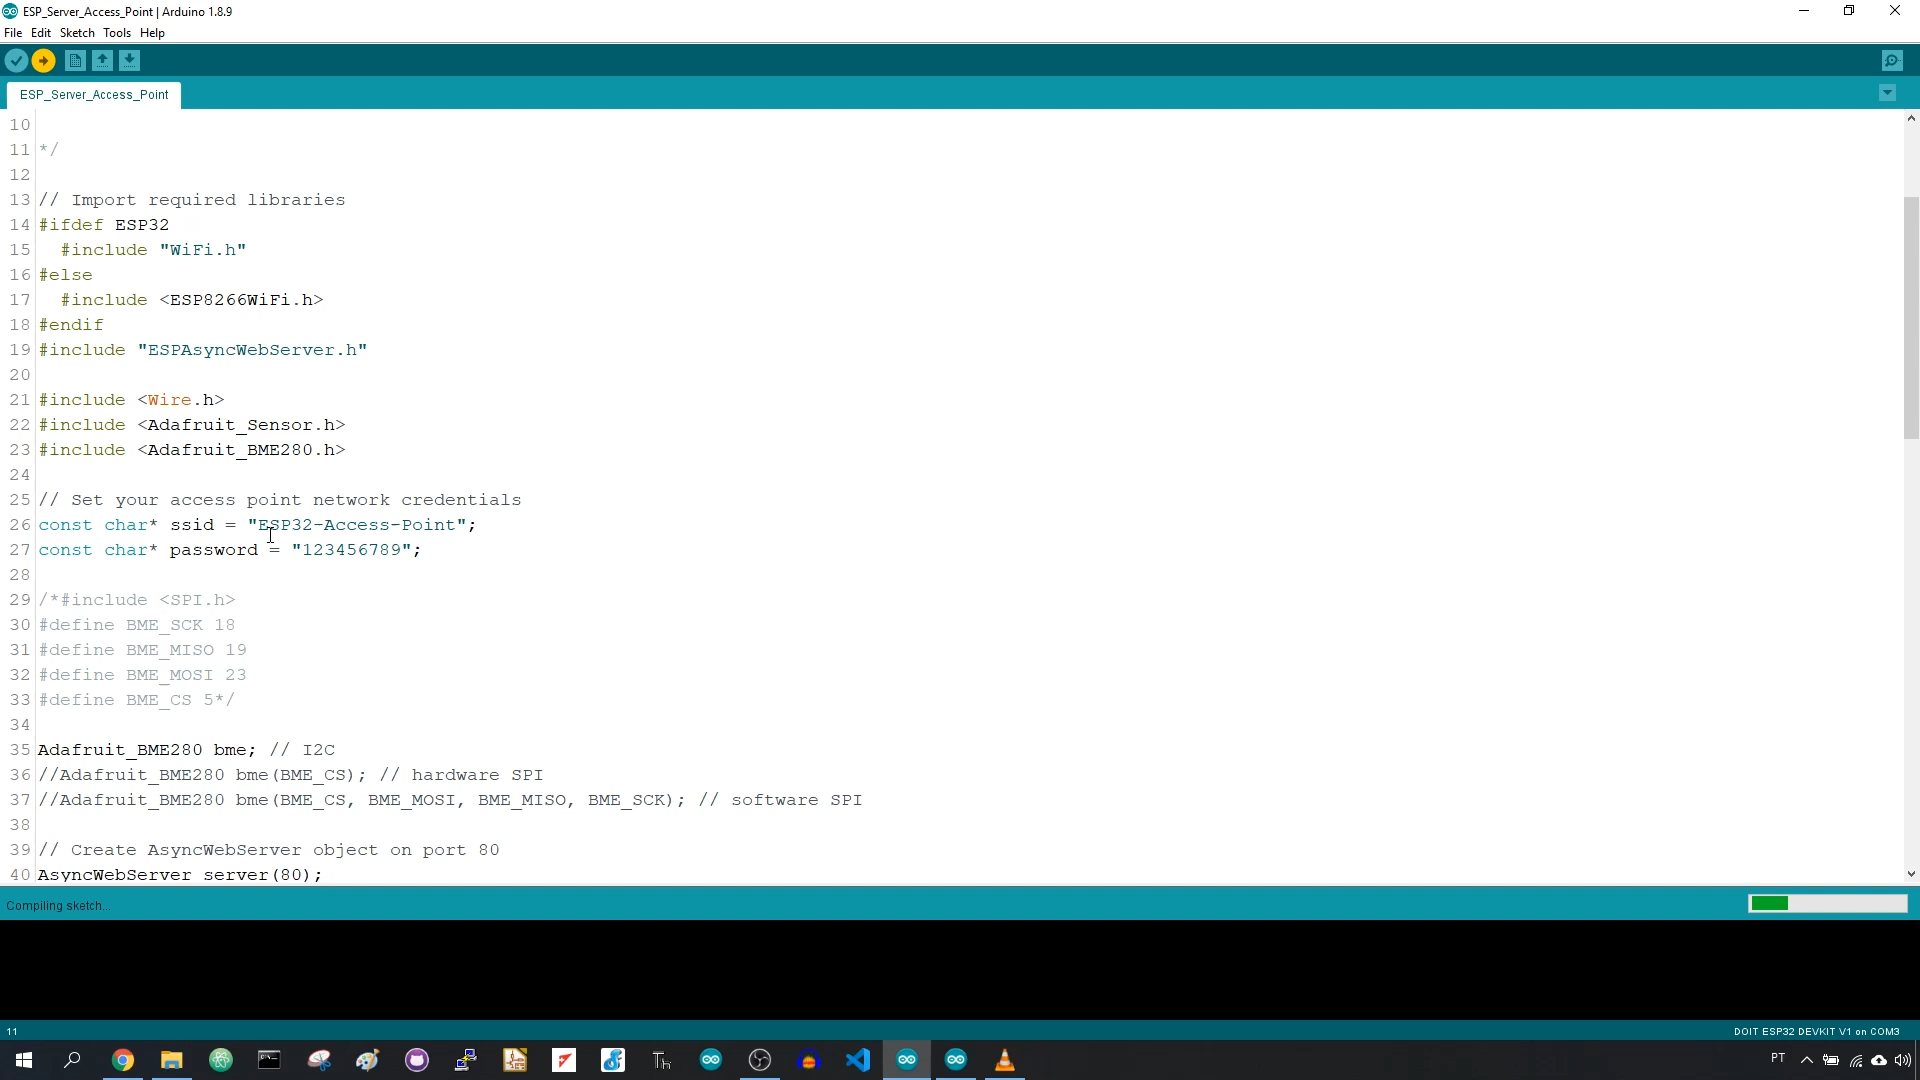 ESP_Server_Access_Point | Arduino 1.8.9
File Edit Sketch Tools Help
ESP_Server_Access_Point
10
11 */
12
13 // Import required libraries
14 #ifdef ESP32
15 #include "WiFi.h"
16 #else
17 #include <ESP8266WiFi.h>
18 #endif
19 #include "ESPAsyncWebServer.h"
20
21 #include <Wire.h>
22 #include <Adafruit_Sensor.h>
23 #include <Adafruit_BME280.h>
24
25 // Set your access point network credentials
26 const char* ssid = "ESP32-Access-Point";
27 const char* password = "123456789";
28
29 /*#include <SPI.h>
30 #define BME_SCK 18
31 #define BME_MISO 19
32 #define BME_MOSI 23
33 #define BME_CS 5*/
34
35 Adafruit_BME280 bme; // I2C
36 //Adafruit_BME280 bme(BME_CS); // hardware SPI
37 //Adafruit_BME280 bme(BME_CS, BME_MOSI, BME_MISO, BME_SCK); // software SPI
38
39 // Create AsyncWebServer object on port 80
40 AsyncWebServer server(80);
Compiling sketch...
11 DOIT ESP32 DEVKIT V1 on COM3
Th PT